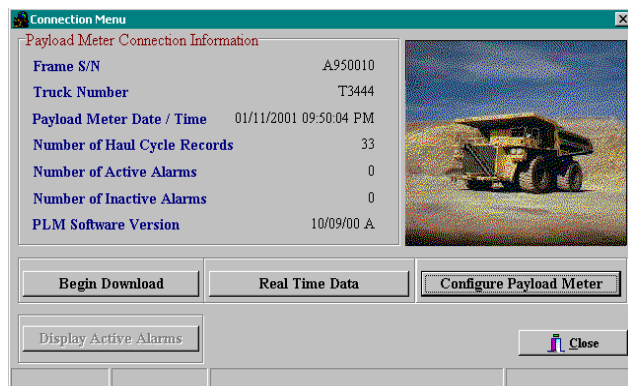 Connection Menu
Payload Meter Connection Information
Frame S/N A950010
Truck Number T3444
Payload Meter Date / Time 01/11/2001 09:50:04 PM
Number of Haul Cycle Records 33
Number of Active Alarms 0
Number of Inactive Alarms 0
PLM Software Version 10/09/00 A
Begin Download Real Time Data Configure Payload Meter
Display Active Alarms Close